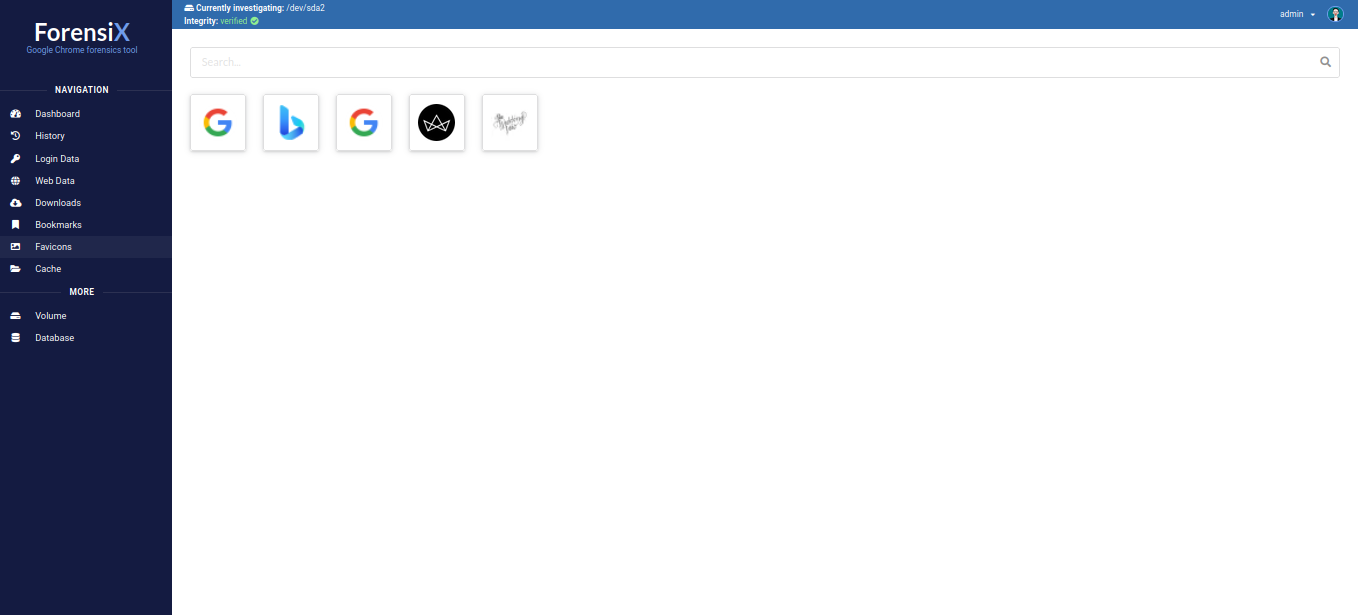 ForensiX
Google Chrome forensics tool
NAVIGATION
Dashboard
History
Login Data
Web Data
Downloads
Bookmarks
Favicons
Cache
MORE
Volume
Database
Currently investigating: /dev/sda2
Integrity: verified
admin
Search...